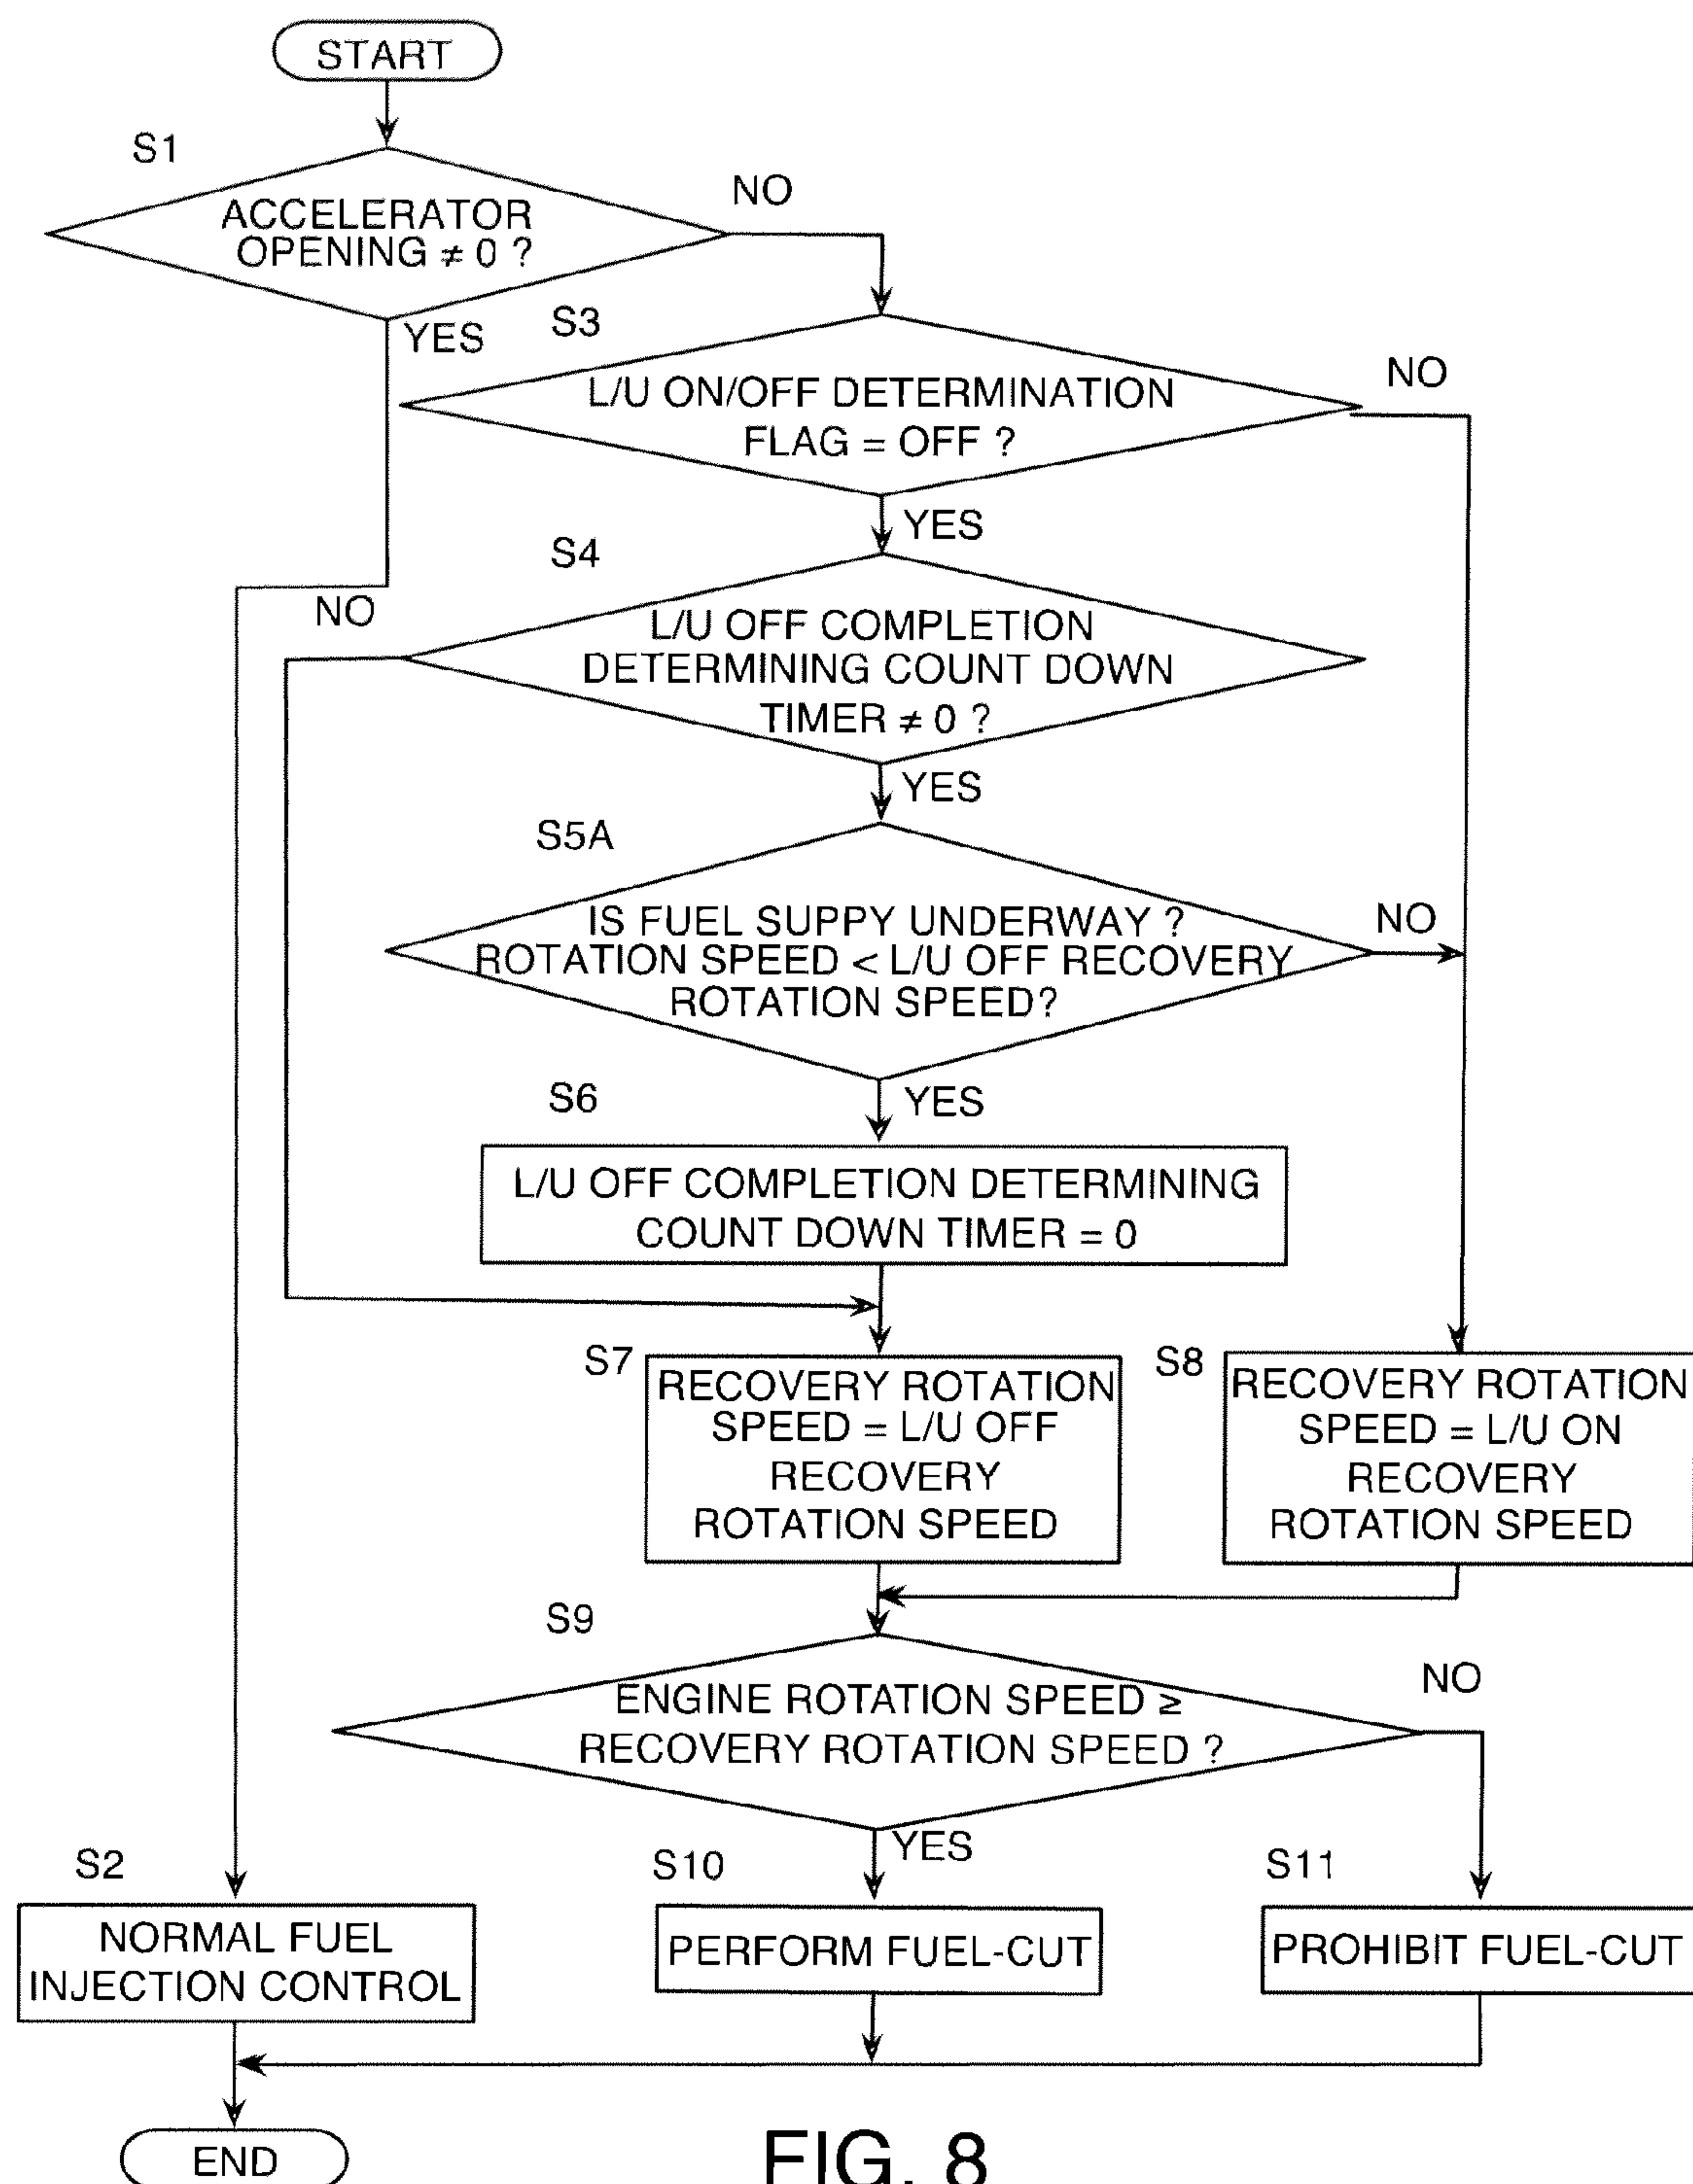 START
S1
NO
ACCELERATOR
OPENING ≠ 0 ?
YES
S3
NO
L/U ON/OFF DETERMINATION
FLAG = OFF ?
YES
S4
NO
L/U OFF COMPLETION
DETERMINING COUNT DOWN
TIMER ≠ 0 ?
YES
S5A
IS FUEL SUPPY UNDERWAY ?
NO
ROTATION SPEED < L/U OFF RECOVERY
ROTATION SPEED?
S6
YES
L/U OFF COMPLETION DETERMINING
COUNT DOWN TIMER = 0
S7
RECOVERY ROTATION
SPEED = L/U OFF
RECOVERY
ROTATION SPEED
S8
RECOVERY ROTATION
SPEED = L/U ON
RECOVERY
ROTATION SPEED
S9
ENGINE ROTATION SPEED ≥
RECOVERY ROTATION SPEED ?
NO
YES
S2
NORMAL FUEL
INJECTION CONTROL
S10
PERFORM FUEL-CUT
S11
PROHIBIT FUEL-CUT
END
FIG. 8